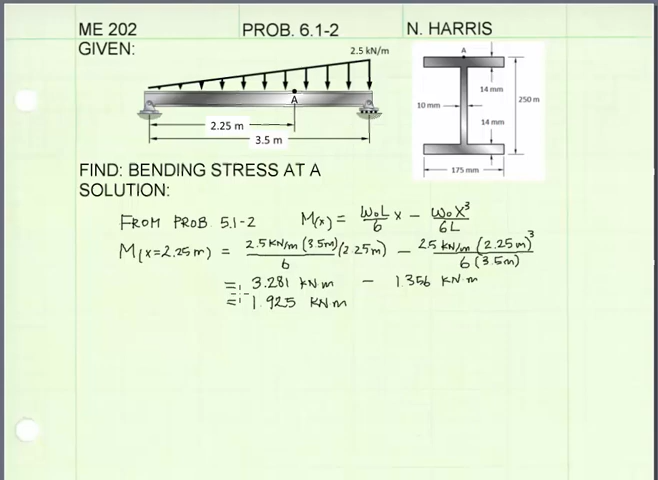 ME 202 PROB. 6.1-2 N. HARRIS
GIVEN:
2.5 kN/m
A
2.25 m
3.5 m
A
14 mm
10 mm
250 m
14 mm
175 mm
FIND: BENDING STRESS AT A
SOLUTION:
FROM PROB. 5.1-2 M(x) = W₀L/6 x - W₀X³/6L
M(x=2.25m) = 2.5 KN/m (3.5m)/6 (2.25m) - 2.5 KN/m (2.25m)³/6(3.5m)
= 3.281 KN m - 1.356 KN m
= 1.925 KN m